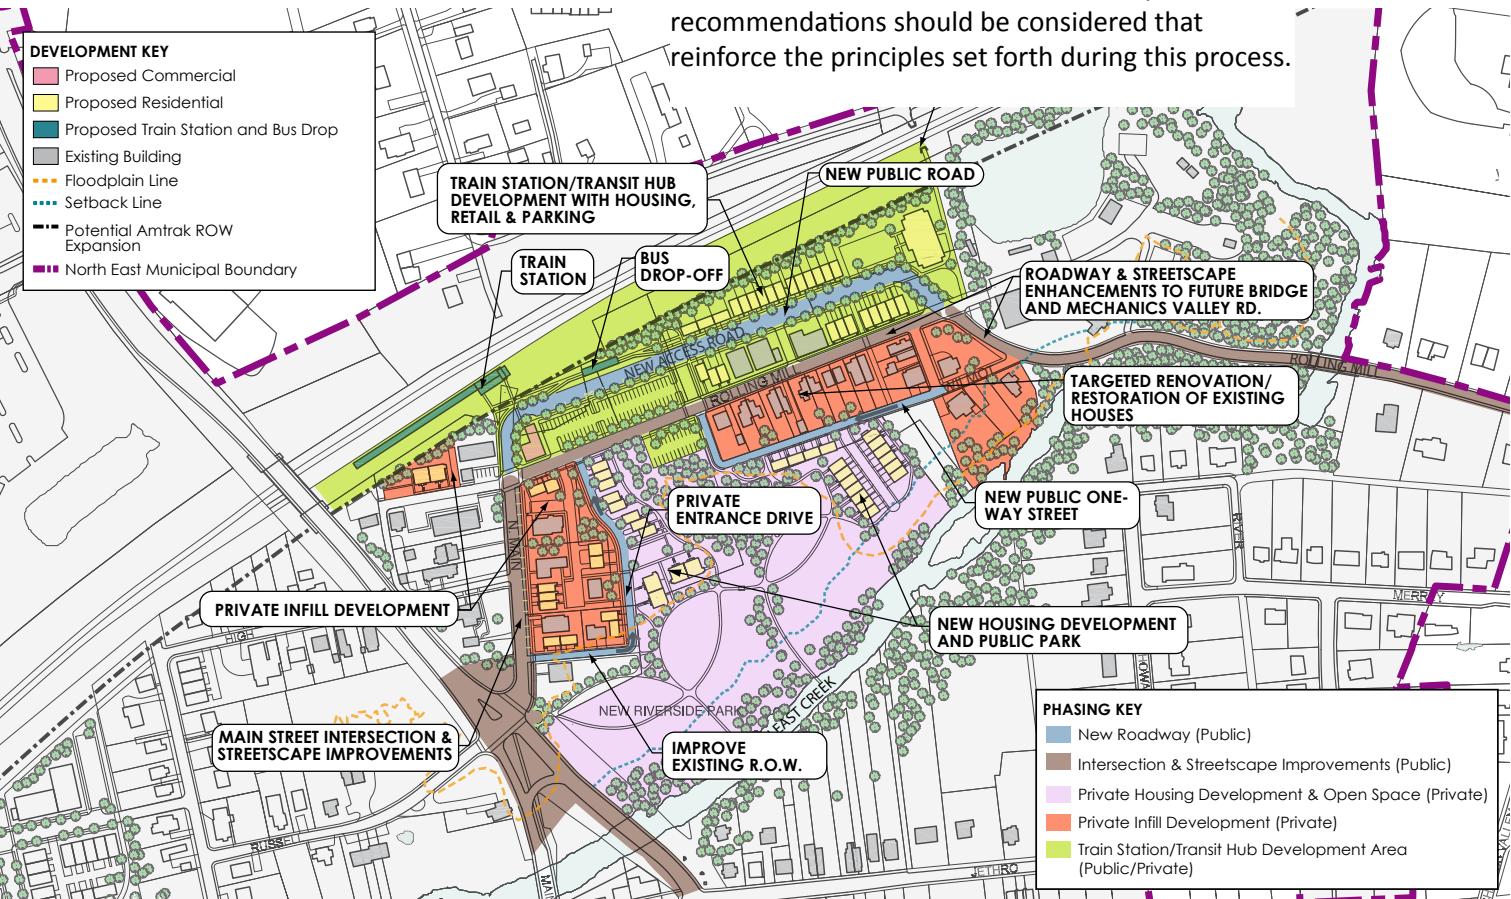 recommendations should be considered that
reinforce the principles set forth during this process.
DEVELOPMENT KEY
Proposed Commercial
Proposed Residential
Proposed Train Station and Bus Drop
Existing Building
Floodplain Line
Setback Line
Potential Amtrak ROW
Expansion
North East Municipal Boundary
TRAIN STATION/TRANSIT HUB
DEVELOPMENT WITH HOUSING,
RETAIL & PARKING
NEW PUBLIC ROAD
TRAIN
STATION
BUS
DROP-OFF
ROADWAY & STREETSCAPE
ENHANCEMENTS TO FUTURE BRIDGE
AND MECHANICS VALLEY RD.
NEW ACCESS ROAD
ROLLING MILL
ROLLING MILL
WILMOT
TARGETED RENOVATION/
RESTORATION OF EXISTING
HOUSES
PRIVATE
ENTRANCE DRIVE
NEW PUBLIC ONE-
WAY STREET
N MAIN
RIVER
PRIVATE INFILL DEVELOPMENT
HIGH
MERREY
NEW HOUSING DEVELOPMENT
AND PUBLIC PARK
NEW RIVERSIDE PARK
EAST CREEK
MAIN STREET INTERSECTION &
STREETSCAPE IMPROVEMENTS
IMPROVE
EXISTING R.O.W.
RUSSELL
MAIN
JETHRO
PHASING KEY
New Roadway (Public)
Intersection & Streetscape Improvements (Public)
Private Housing Development & Open Space (Private)
Private Infill Development (Private)
Train Station/Transit Hub Development Area
(Public/Private)